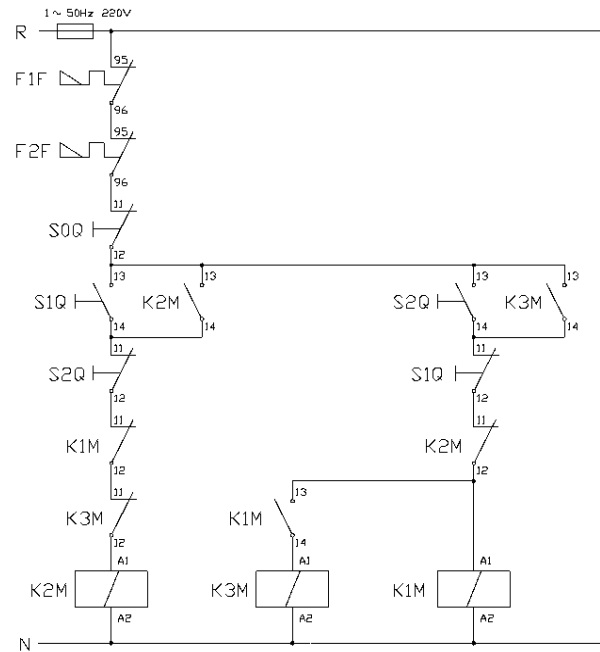 1~ 50Hz 220V
R
95
F1F
96
95
F2F
96
11
S0Q
12
13 13 13 13
S1Q K2M S2Q K3M
14 14 14 14
11 11
S2Q S1Q
12 12
11 11
K1M K2M
12 12
11 13
K3M K1M
12 14
A1 A1 A1
K2M K3M K1M
A2 A2 A2
N